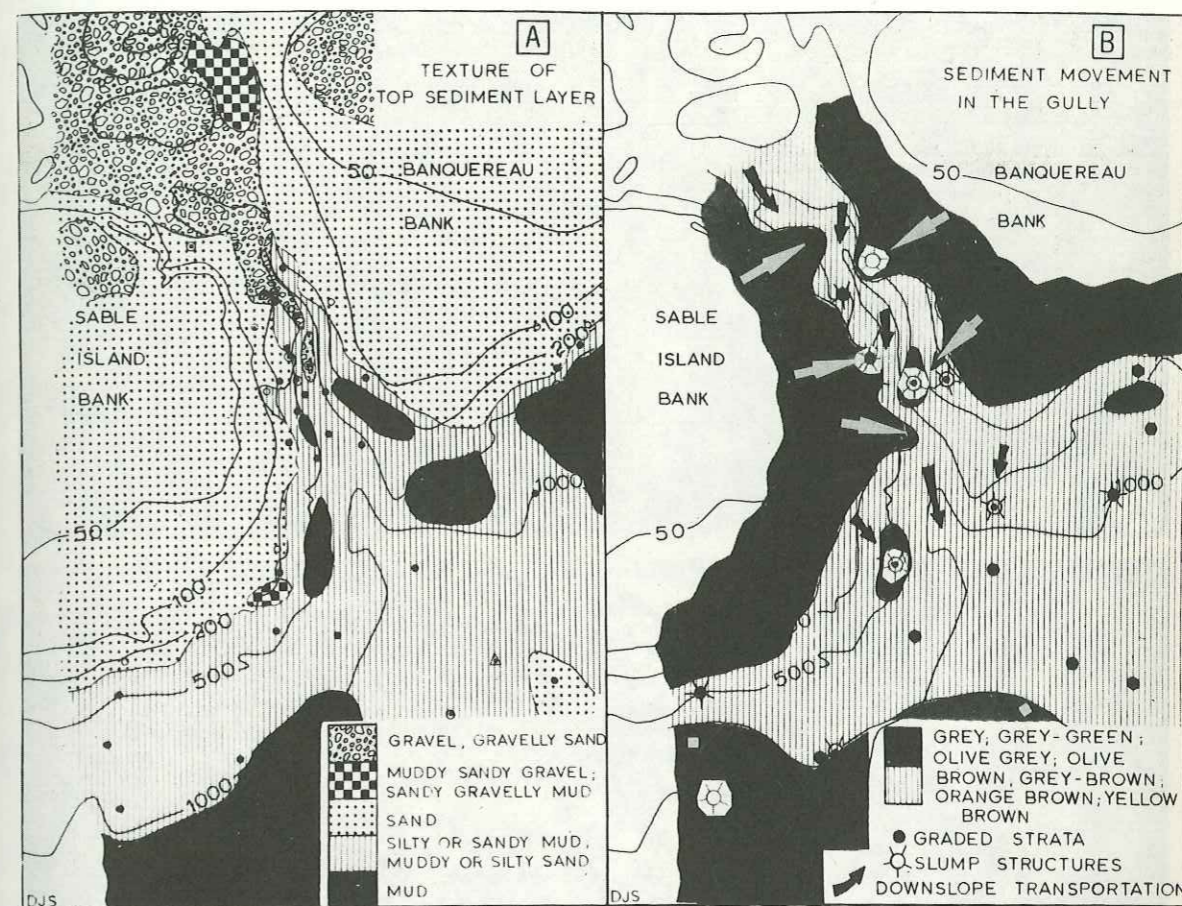 A
TEXTURE OF
TOP SEDIMENT LAYER
50
BANQUEREAU
BANK
SABLE
ISLAND
BANK
100
200
1000
50
100
200
500
1000
GRAVEL, GRAVELLY SAND
MUDDY SANDY GRAVEL;
SANDY GRAVELLY MUD
SAND
SILTY OR SANDY MUD,
MUDDY OR SILTY SAND
MUD
DJS
B
SEDIMENT MOVEMENT
IN THE GULLY
50
BANQUEREAU
BANK
SABLE
ISLAND
BANK
1000
50
500
GREY; GREY-GREEN;
OLIVE GREY; OLIVE
BROWN, GREY-BROWN;
ORANGE BROWN; YELLOW
BROWN
GRADED STRATA
SLUMP STRUCTURES
DOWNSLOPE TRANSPORTATION
DJS